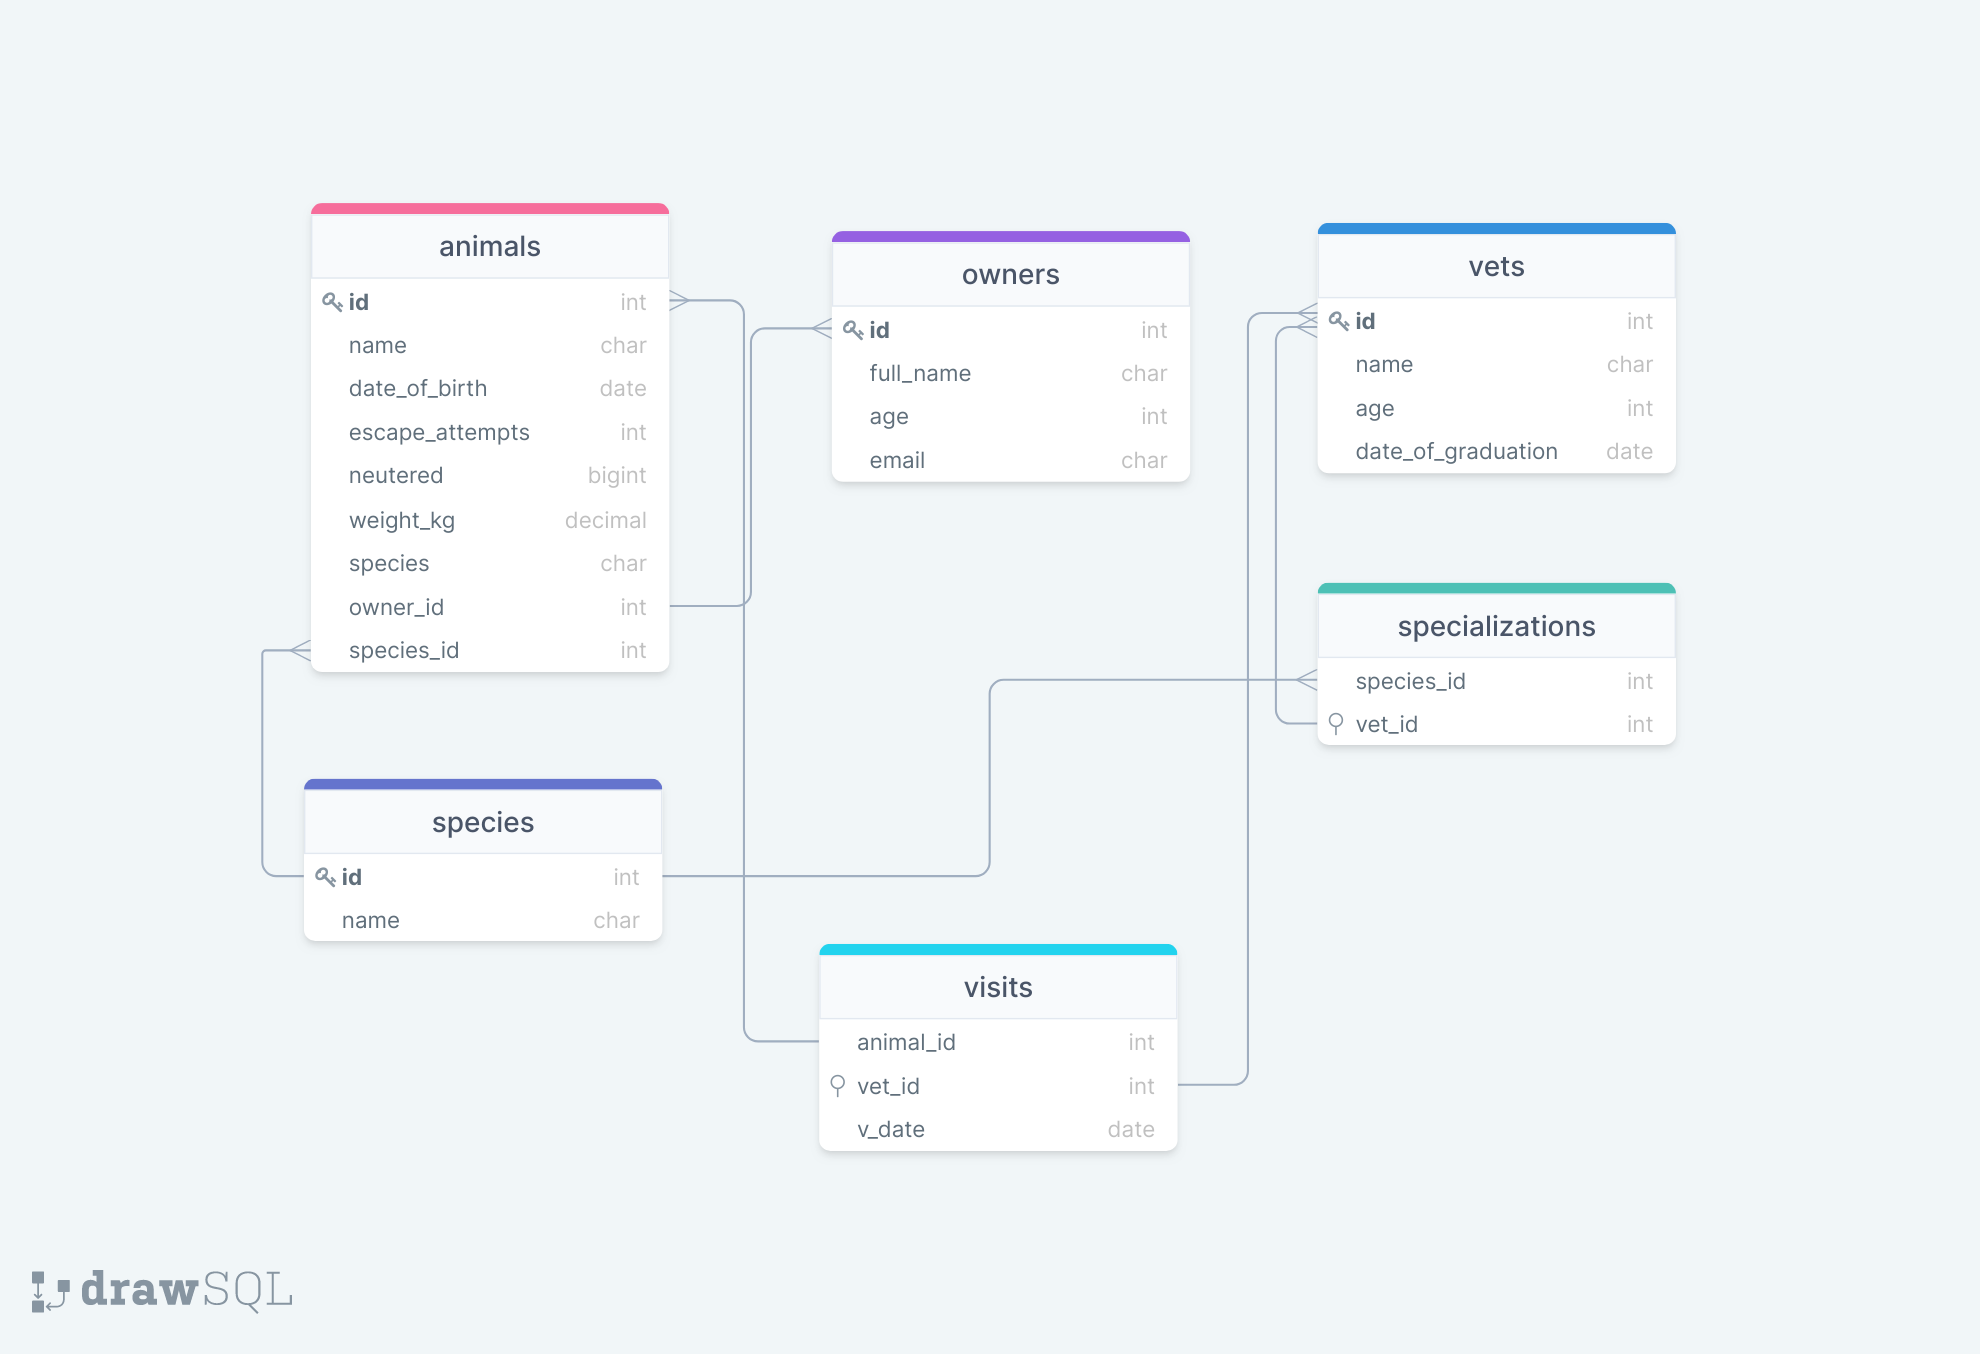 animals
id int
name char
date_of_birth date
escape_attempts int
neutered bigint
weight_kg decimal
species char
owner_id int
species_id int
owners
id int
full_name char
age int
email char
vets
id int
name char
age int
date_of_graduation date
specializations
species_id int
vet_id int
species
id int
name char
visits
animal_id int
vet_id int
v_date date
drawSQL